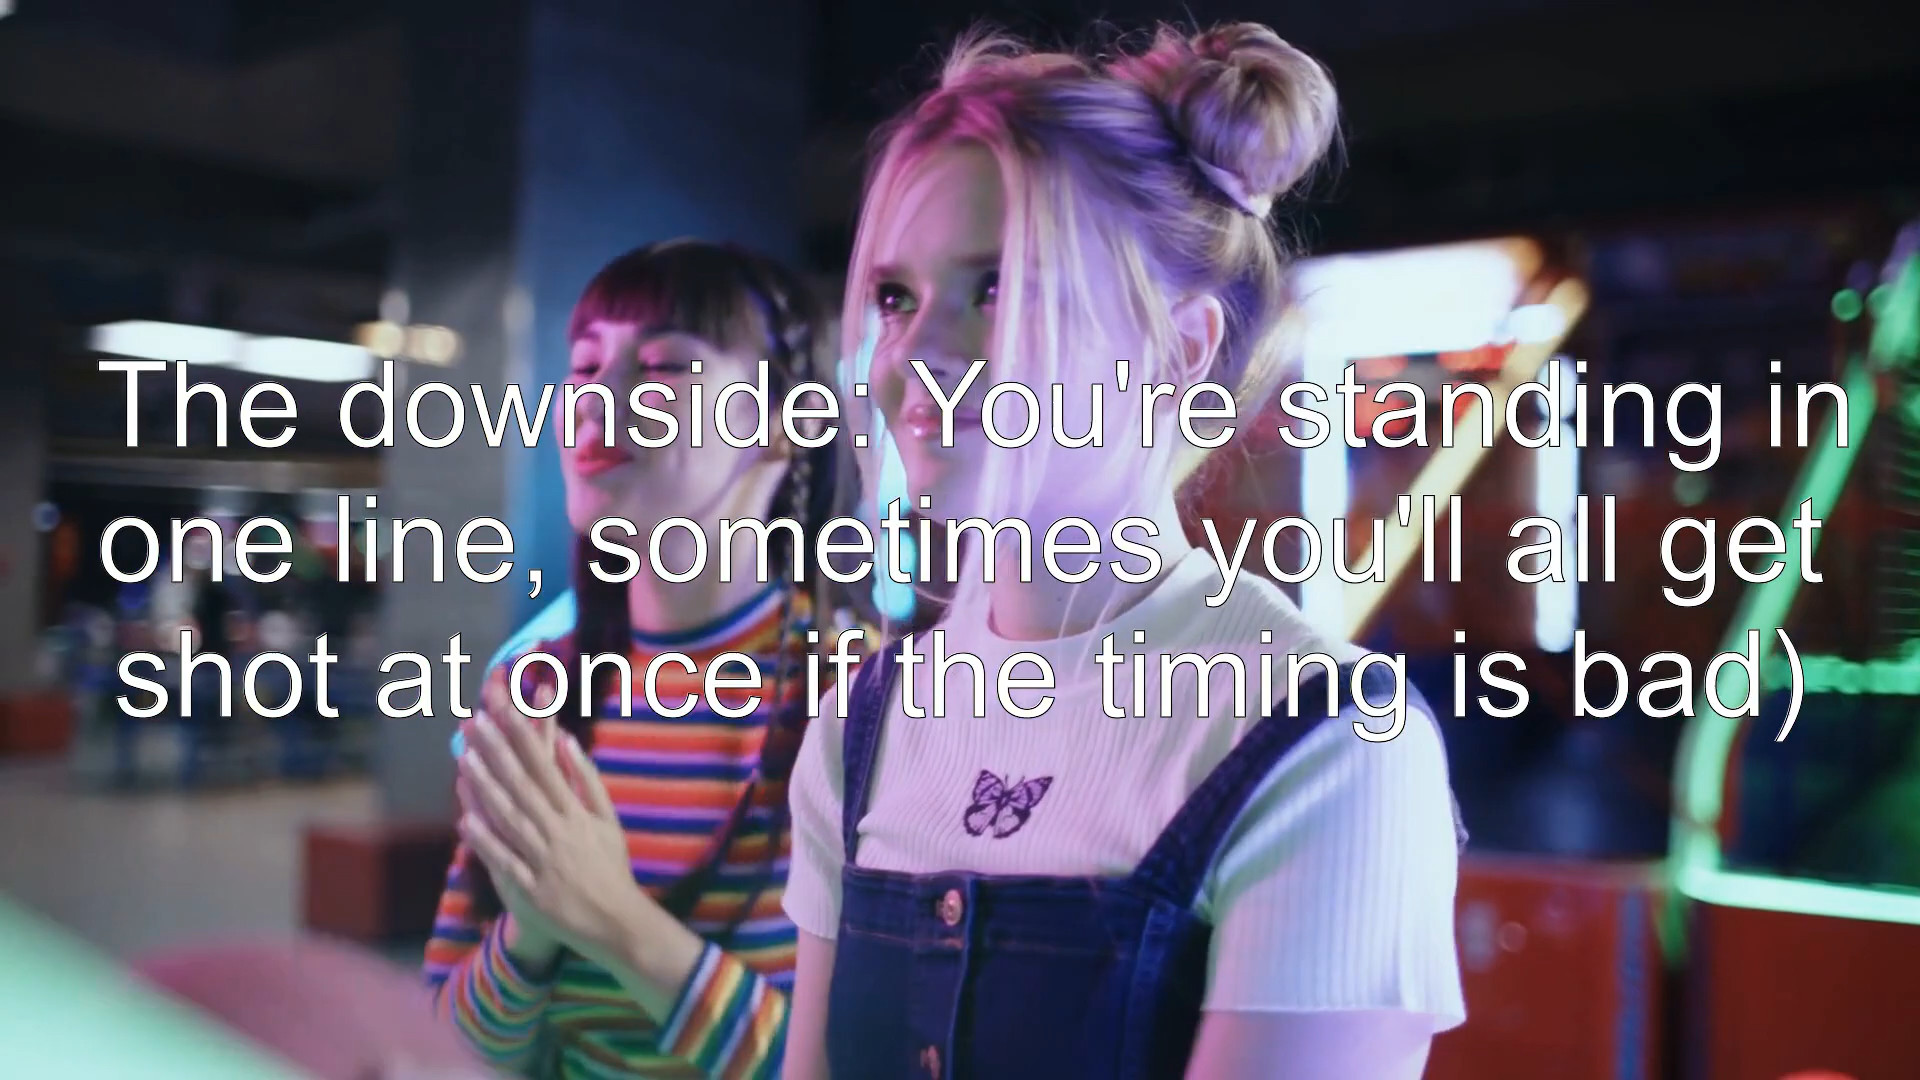 The downside: You're standing in
one line, sometimes you'll all get
shot at once if the timing is bad)